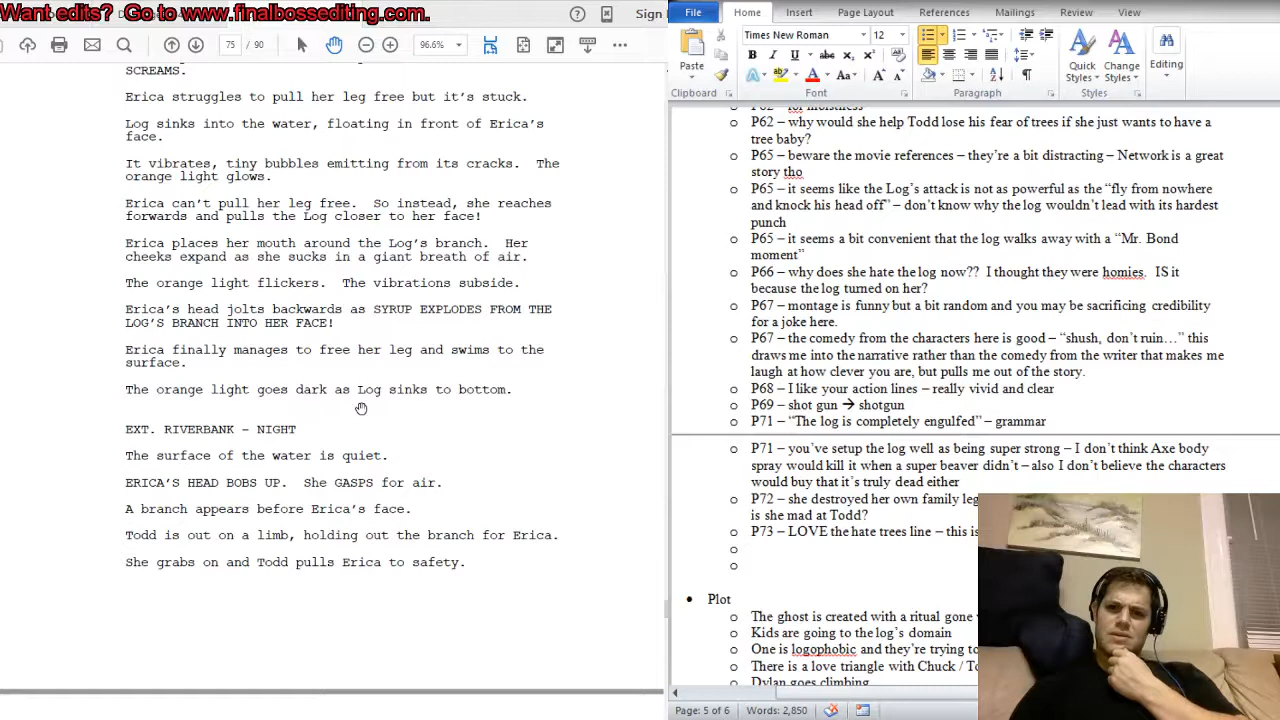 Want edits?  Go to www.finalbossediting.com.
Sign
75
96.6%
SCREAMS.
Erica struggles to pull her leg free but it's stuck.
Log sinks into the water, floating in front of Erica's
face.
It vibrates, tiny bubbles emitting from its cracks.  The
orange light glows.
Erica can't pull her leg free.  So instead, she reaches
forwards and pulls the Log closer to her face!
Erica places her mouth around the Log's branch.  Her
cheeks expand as she sucks in a giant breath of air.
The orange light flickers.  The vibrations subside.
Erica's head jolts backwards as SYRUP EXPLODES FROM THE
LOG'S BRANCH INTO HER FACE!
Erica finally manages to free her leg and swims to the
surface.
The orange light goes dark as Log sinks to bottom.
EXT. RIVERBANK – NIGHT
The surface of the water is quiet.
ERICA'S HEAD BOBS UP.  She GASPS for air.
A branch appears before Erica's face.
Todd is out on a limb, holding out the branch for Erica.
She grabs on and Todd pulls Erica to safety.
File Home Insert Page Layout References Mailings Review View
Times New Roman 12
Paste
Quick Styles
Change Styles
Editing
Clipboard Font Paragraph Styles
P62 – for moistness
P62 – why would she help Todd lose his fear of trees if she just wants to have a
tree baby?
P65 – beware the movie references – they're a bit distracting – Network is a great
story tho
P65 – it seems like the Log's attack is not as powerful as the "fly from nowhere
and knock his head off" – don't know why the log wouldn't lead with its hardest
punch
P65 – it seems a bit convenient that the log walks away with a "Mr. Bond
moment"
P66 – why does she hate the log now??  I thought they were homies.  IS it
because the log turned on her?
P67 – montage is funny but a bit random and you may be sacrificing credibility
for a joke here.
P67 – the comedy from the characters here is good – "shush, don't ruin…" this
draws me into the narrative rather than the comedy from the writer that makes me
laugh at how clever you are, but pulls me out of the story.
P68 – I like your action lines – really vivid and clear
P69 – shot gun → shotgun
P71 – "The log is completely engulfed" – grammar
P71 – you've setup the log well as being super strong – I don't think Axe body
spray would kill it when a super beaver didn't – also I don't believe the characters
would buy that it's truly dead either
P72 – she destroyed her own family leg
is she mad at Todd?
P73 – LOVE the hate trees line – this is
Plot
The ghost is created with a ritual gone
Kids are going to the log's domain
One is logophobic and they're trying to
There is a love triangle with Chuck / To
Dylan goes climbing
Page: 5 of 6 Words: 2,850